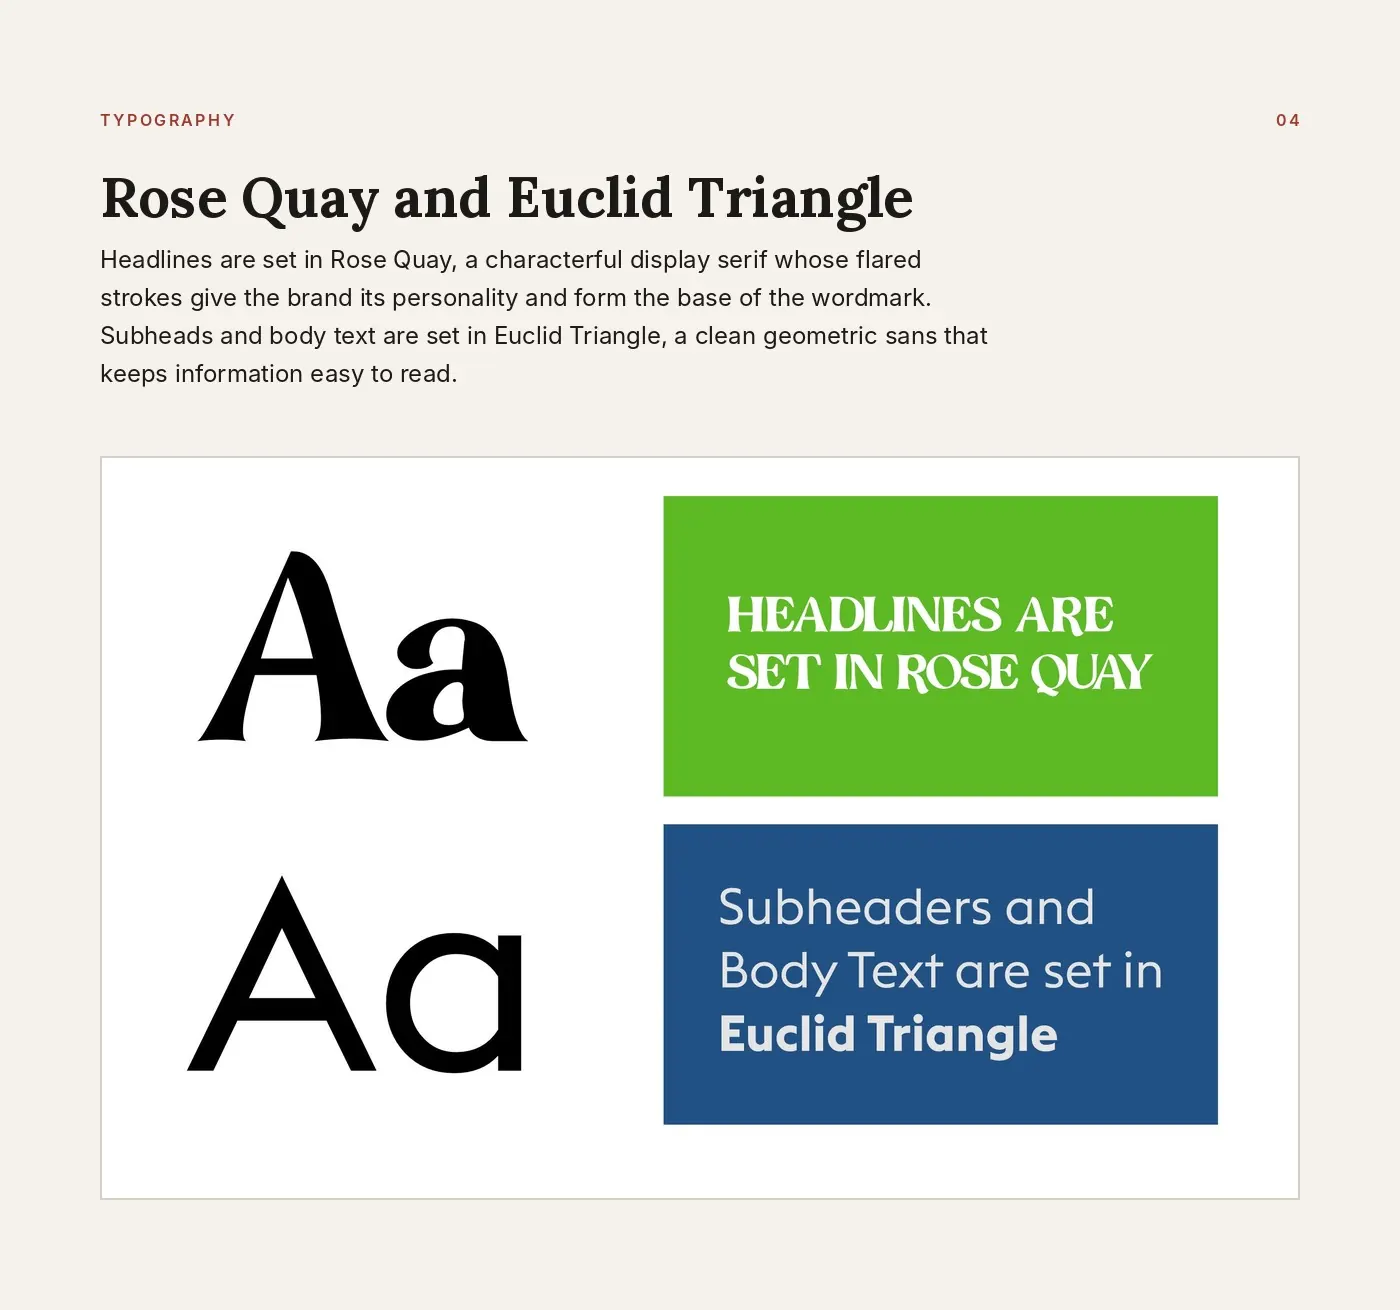 TYPOGRAPHY
04
Rose Quay and Euclid Triangle
Headlines are set in Rose Quay, a characterful display serif whose flared
strokes give the brand its personality and form the base of the wordmark.
Subheads and body text are set in Euclid Triangle, a clean geometric sans that
keeps information easy to read.
Aa
HEADLINES ARE
SET IN ROSE QUAY
Aa
Subheaders and
Body Text are set in
Euclid Triangle